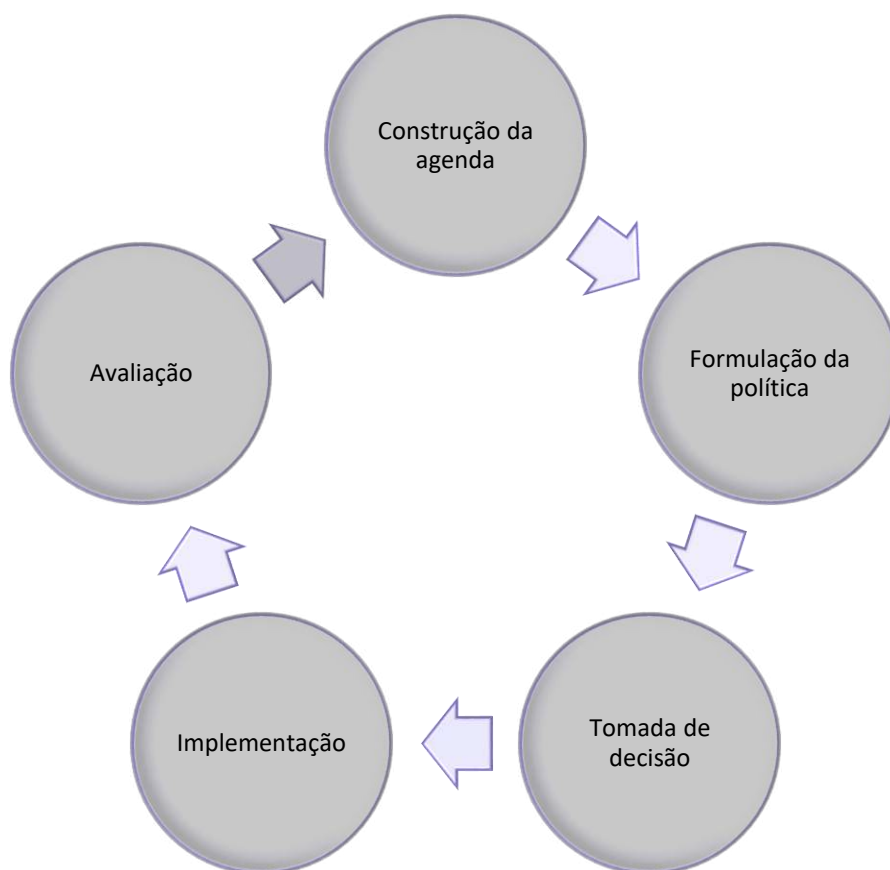 Construção da
agenda
Formulação da
política
Tomada de
decisão
Implementação
Avaliação